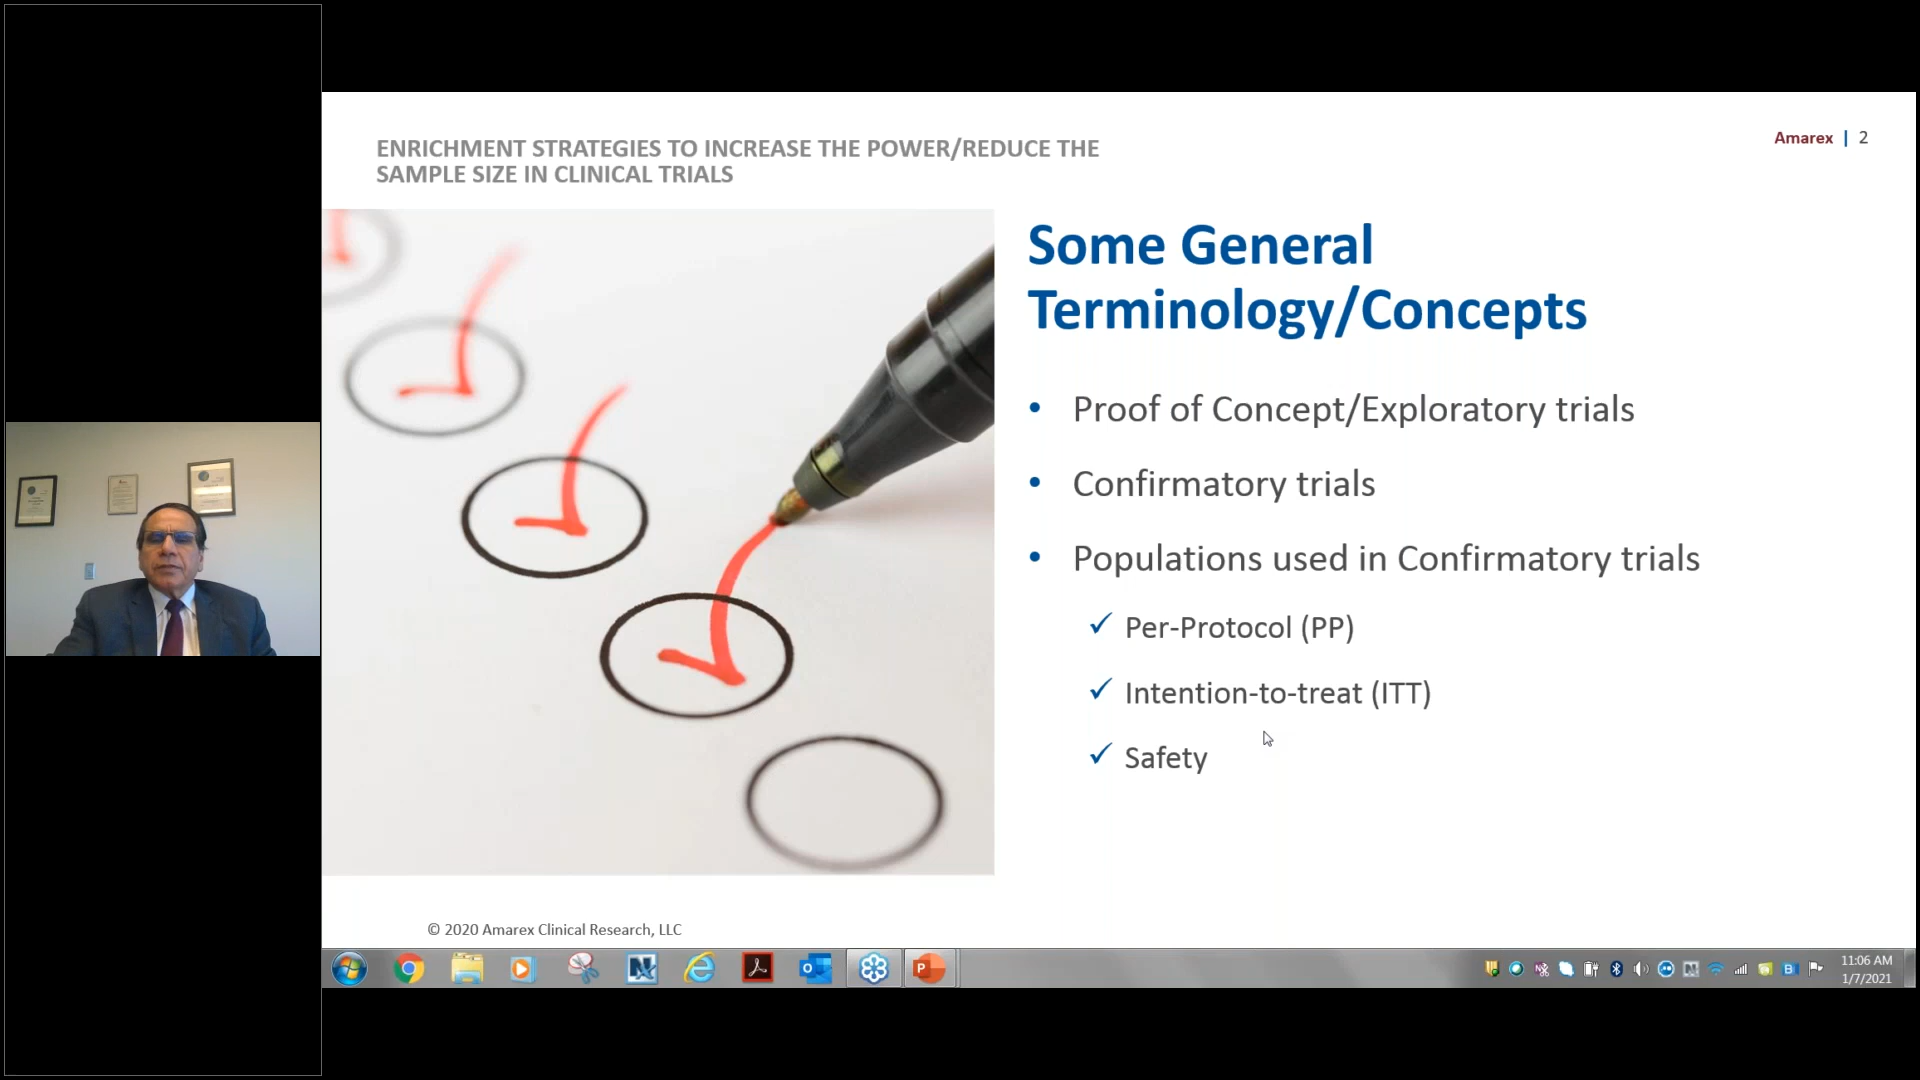 ENRICHMENT STRATEGIES TO INCREASE THE POWER/REDUCE THE
SAMPLE SIZE IN CLINICAL TRIALS
Amarex | 2
Some General
Terminology/Concepts
• Proof of Concept/Exploratory trials
• Confirmatory trials
• Populations used in Confirmatory trials
✓ Per-Protocol (PP)
✓ Intention-to-treat (ITT)
✓ Safety
© 2020 Amarex Clinical Research, LLC
11:06 AM
1/7/2021